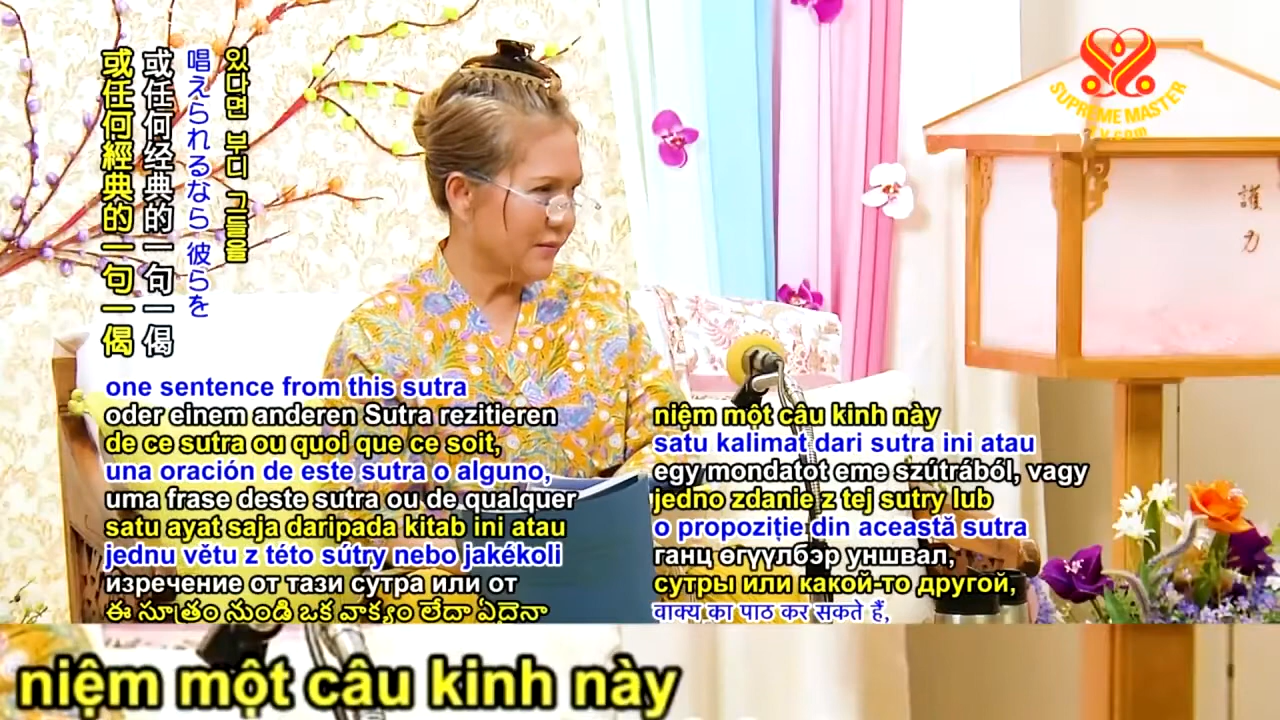 있다면 부디 그들을
唱えられるなら 彼らを
或任何经典的一句一偈
或任何經典的一句一偈
SUPREME MASTER
TV.com
護力
one sentence from this sutra
oder einem anderen Sutra rezitieren
de ce sutra ou quoi que ce soit,
una oración de este sutra o alguno,
uma frase deste sutra ou de qualquer
satu ayat saja daripada kitab ini atau
jednu větu z této sútry nebo jakékoli
изречение от тази сутра или от
ఈ సూత్రం నుండి ఒక వాక్యం లేదా ఏదైనా
niệm một câu kinh này
satu kalimat dari sutra ini atau
egy mondatot eme szútrából, vagy
jedno zdanie z tej sutry lub
o propoziție din această sutra
ганц өгүүлбэр уншвал,
сутры или какой-то другой,
वाक्य का पाठ कर सकते हैं,
niệm một câu kinh này